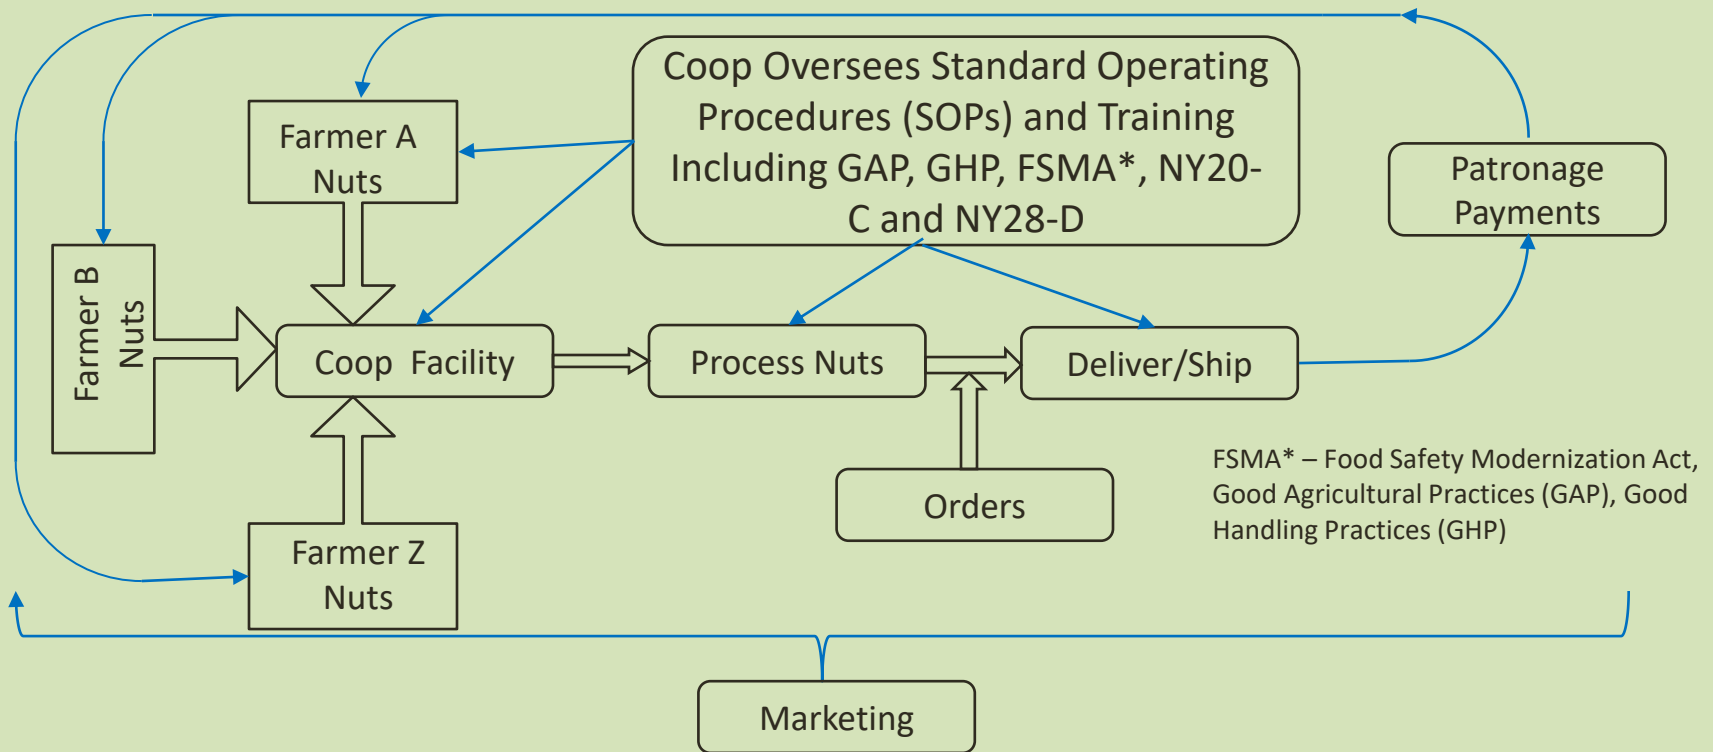 Coop Oversees Standard Operating
Procedures (SOPs) and Training
Including GAP, GHP, FSMA*, NY20-
C and NY28-D
Farmer A
Nuts
Patronage
Payments
Farmer B
Nuts
Coop  Facility
Process Nuts
Deliver/Ship
Orders
FSMA* – Food Safety Modernization Act,
Good Agricultural Practices (GAP), Good
Handling Practices (GHP)
Farmer Z
Nuts
Marketing